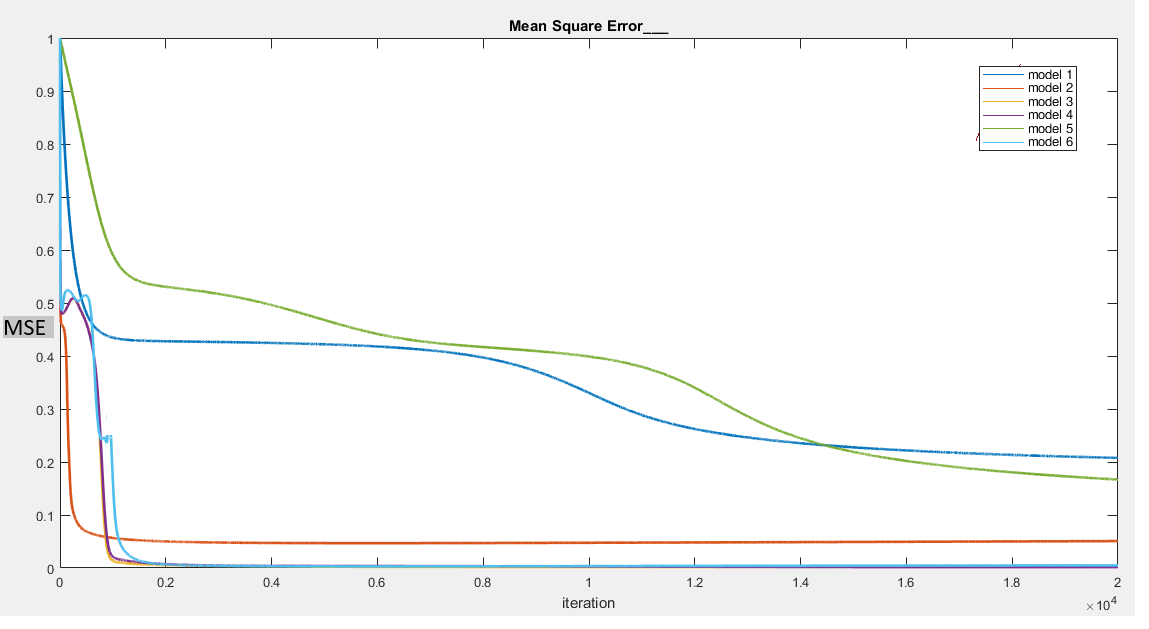 Mean Square Error___
1
0.9
0.8
0.7
0.6
0.5
MSE
0.4
0.3
0.2
0.1
0
model 1
model 2
model 3
model 4
model 5
model 6
0 0.2 0.4 0.6 0.8 1 1.2 1.4 1.6 1.8 2
iteration
×10⁴